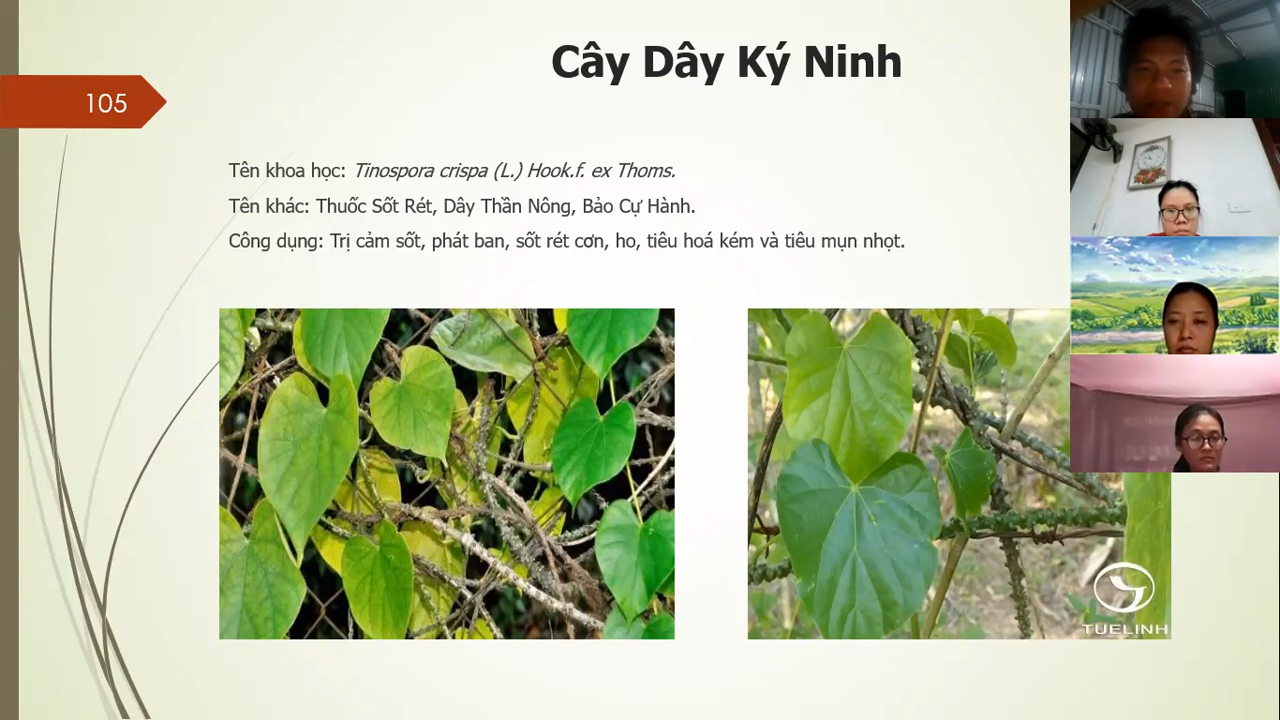 Cây Dây Ký Ninh
105
Tên khoa học: Tinospora crispa (L.) Hook.f. ex Thoms.
Tên khác: Thuốc Sốt Rét, Dây Thần Nông, Bảo Cự Hành.
Công dụng: Trị cảm sốt, phát ban, sốt rét cơn, ho, tiêu hoá kém và tiêu mụn nhọt.
TUELINH